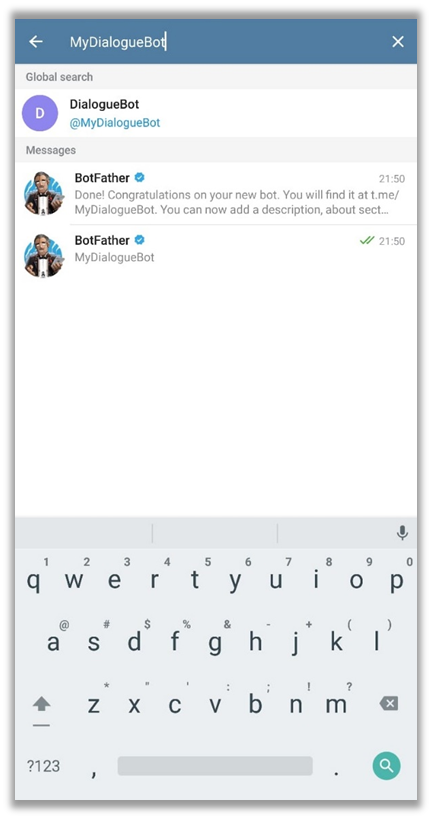 MyDialogueBot
Global search
D
DialogueBot
@MyDialogueBot
Messages
BotFather 21:50
Done! Congratulations on your new bot. You will find it at t.me/
MyDialogueBot. You can now add a description, about sect...
BotFather 21:50
MyDialogueBot
1 2 3 4 5 6 7 8 9 0
q w e r t y u i o p
@ # $ % & - + ( )
a s d f g h j k l
* " ' : ; ! ?
z x c v b n m
?123 , .